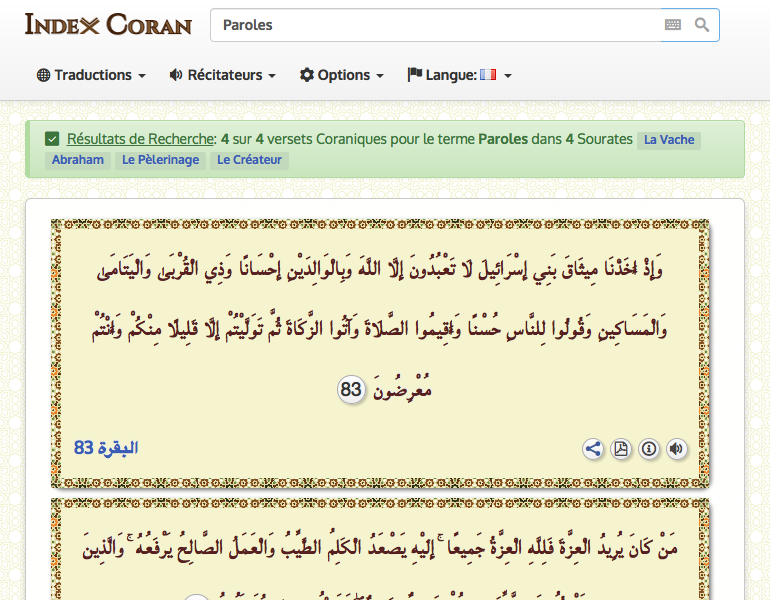 INDEX CORAN
Paroles
Traductions Récitateurs Options Langue:
Résultats de Recherche: 4 sur 4 versets Coraniques pour le terme Paroles dans 4 Sourates La Vache
Abraham Le Pèlerinage Le Créateur
وَإِذْ أَخَذْنَا مِيثَاقَ بَنِي إِسْرَائِيلَ لَا تَعْبُدُونَ إِلَّا اللَّهَ وَبِالْوَالِدَيْنِ إِحْسَانًا وَذِي الْقُرْبَىٰ وَالْيَتَامَىٰ
وَالْمَسَاكِينِ وَقُولُوا لِلنَّاسِ حُسْنًا وَأَقِيمُوا الصَّلَاةَ وَآتُوا الزَّكَاةَ ثُمَّ تَوَلَّيْتُمْ إِلَّا قَلِيلًا مِنْكُمْ وَأَنْتُمْ
مُعْرِضُونَ 83
البقرة 83
مَنْ كَانَ يُرِيدُ الْعِزَّةَ فَلِلَّهِ الْعِزَّةُ جَمِيعًا ۚ إِلَيْهِ يَصْعَدُ الْكَلِمُ الطَّيِّبُ وَالْعَمَلُ الصَّالِحُ يَرْفَعُهُ ۚ وَالَّذِينَ